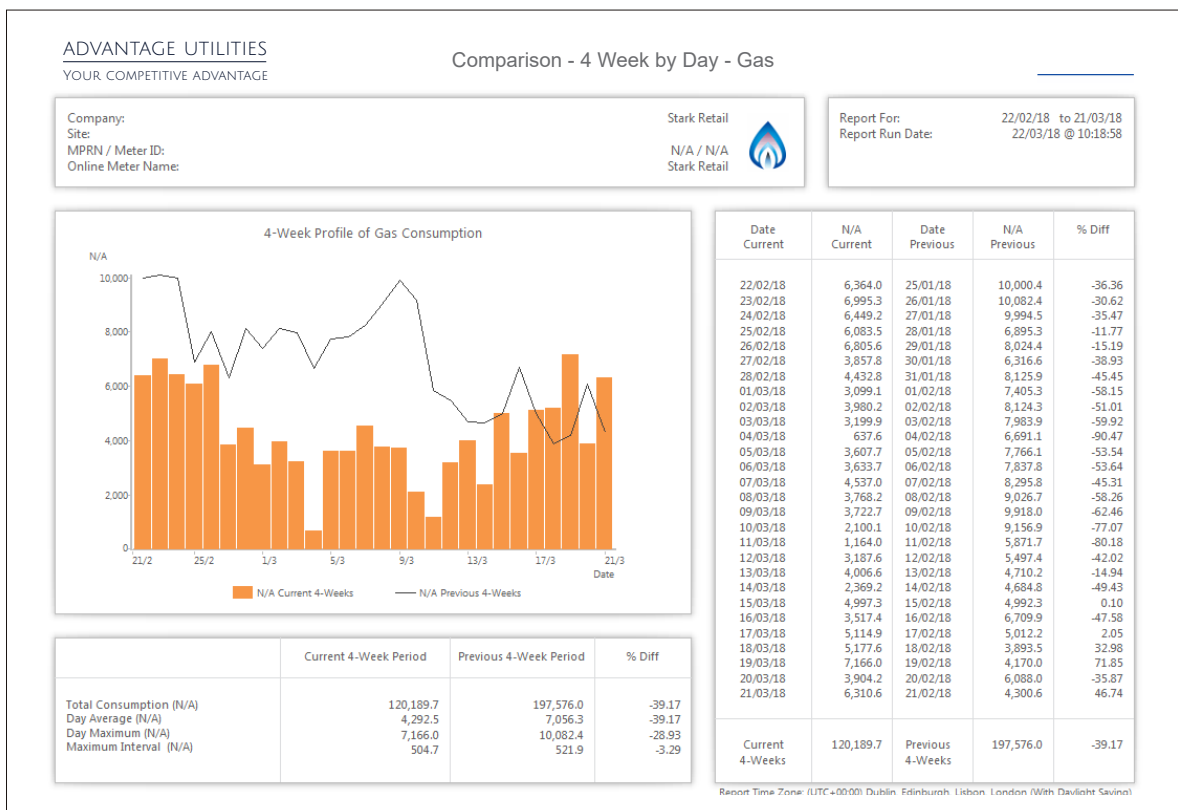 ADVANTAGE UTILITIES
YOUR COMPETITIVE ADVANTAGE
Comparison - 4 Week by Day - Gas
Company: Stark Retail
Site:
MPRN / Meter ID: N/A / N/A
Online Meter Name: Stark Retail
Report For: 22/02/18 to 21/03/18
Report Run Date: 22/03/18 @ 10:18:58
4-Week Profile of Gas Consumption
N/A
10,000
8,000
6,000
4,000
2,000
0
21/2 25/2 1/3 5/3 9/3 13/3 17/3 21/3
Date
N/A Current 4-Weeks N/A Previous 4-Weeks
Current 4-Week Period Previous 4-Week Period % Diff
Total Consumption (N/A) 120,189.7 197,576.0 -39.17
Day Average (N/A) 4,292.5 7,056.3 -39.17
Day Maximum (N/A) 7,166.0 10,082.4 -28.93
Maximum Interval (N/A) 504.7 521.9 -3.29
Date N/A Date N/A % Diff
Current Current Previous Previous
22/02/18 6,364.0 25/01/18 10,000.4 -36.36
23/02/18 6,995.3 26/01/18 10,082.4 -30.62
24/02/18 6,449.2 27/01/18 9,994.5 -35.47
25/02/18 6,083.5 28/01/18 6,895.3 -11.77
26/02/18 6,805.6 29/01/18 8,024.4 -15.19
27/02/18 3,857.8 30/01/18 6,316.6 -38.93
28/02/18 4,432.8 31/01/18 8,125.9 -45.45
01/03/18 3,099.1 01/02/18 7,405.3 -58.15
02/03/18 3,980.2 02/02/18 8,124.3 -51.01
03/03/18 3,199.9 03/02/18 7,983.9 -59.92
04/03/18 637.6 04/02/18 6,691.1 -90.47
05/03/18 3,607.7 05/02/18 7,766.1 -53.54
06/03/18 3,633.7 06/02/18 7,837.8 -53.64
07/03/18 4,537.0 07/02/18 8,295.8 -45.31
08/03/18 3,768.2 08/02/18 9,026.7 -58.26
09/03/18 3,722.7 09/02/18 9,918.0 -62.46
10/03/18 2,100.1 10/02/18 9,156.9 -77.07
11/03/18 1,164.0 11/02/18 5,871.7 -80.18
12/03/18 3,187.6 12/02/18 5,497.4 -42.02
13/03/18 4,006.6 13/02/18 4,710.2 -14.94
14/03/18 2,369.2 14/02/18 4,684.8 -49.43
15/03/18 4,997.3 15/02/18 4,992.3 0.10
16/03/18 3,517.4 16/02/18 6,709.9 -47.58
17/03/18 5,114.9 17/02/18 5,012.2 2.05
18/03/18 5,177.6 18/02/18 3,893.5 32.98
19/03/18 7,166.0 19/02/18 4,170.0 71.85
20/03/18 3,904.2 20/02/18 6,088.0 -35.87
21/03/18 6,310.6 21/02/18 4,300.6 46.74
Current 120,189.7 Previous 197,576.0 -39.17
4-Weeks 4-Weeks
Report Time Zone: (UTC+00:00) Dublin, Edinburgh, Lisbon, London (With Daylight Saving)